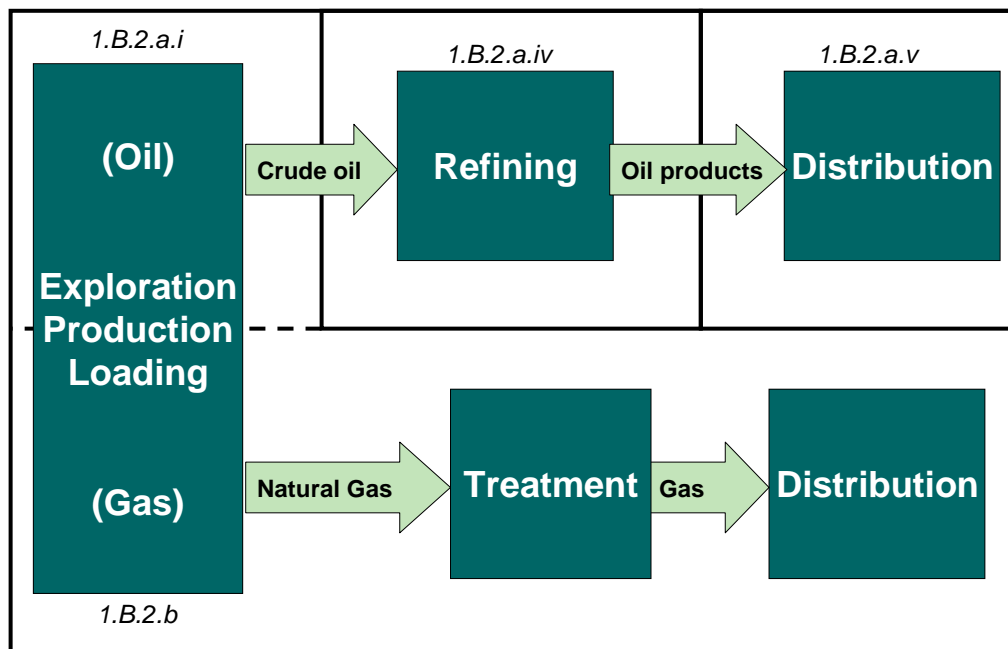 1.B.2.a.i
1.B.2.a.iv
1.B.2.a.v
(Oil)
Crude oil
Refining
Oil products
Distribution
Exploration
Production
Loading
(Gas)
Natural Gas
Treatment
Gas
Distribution
1.B.2.b